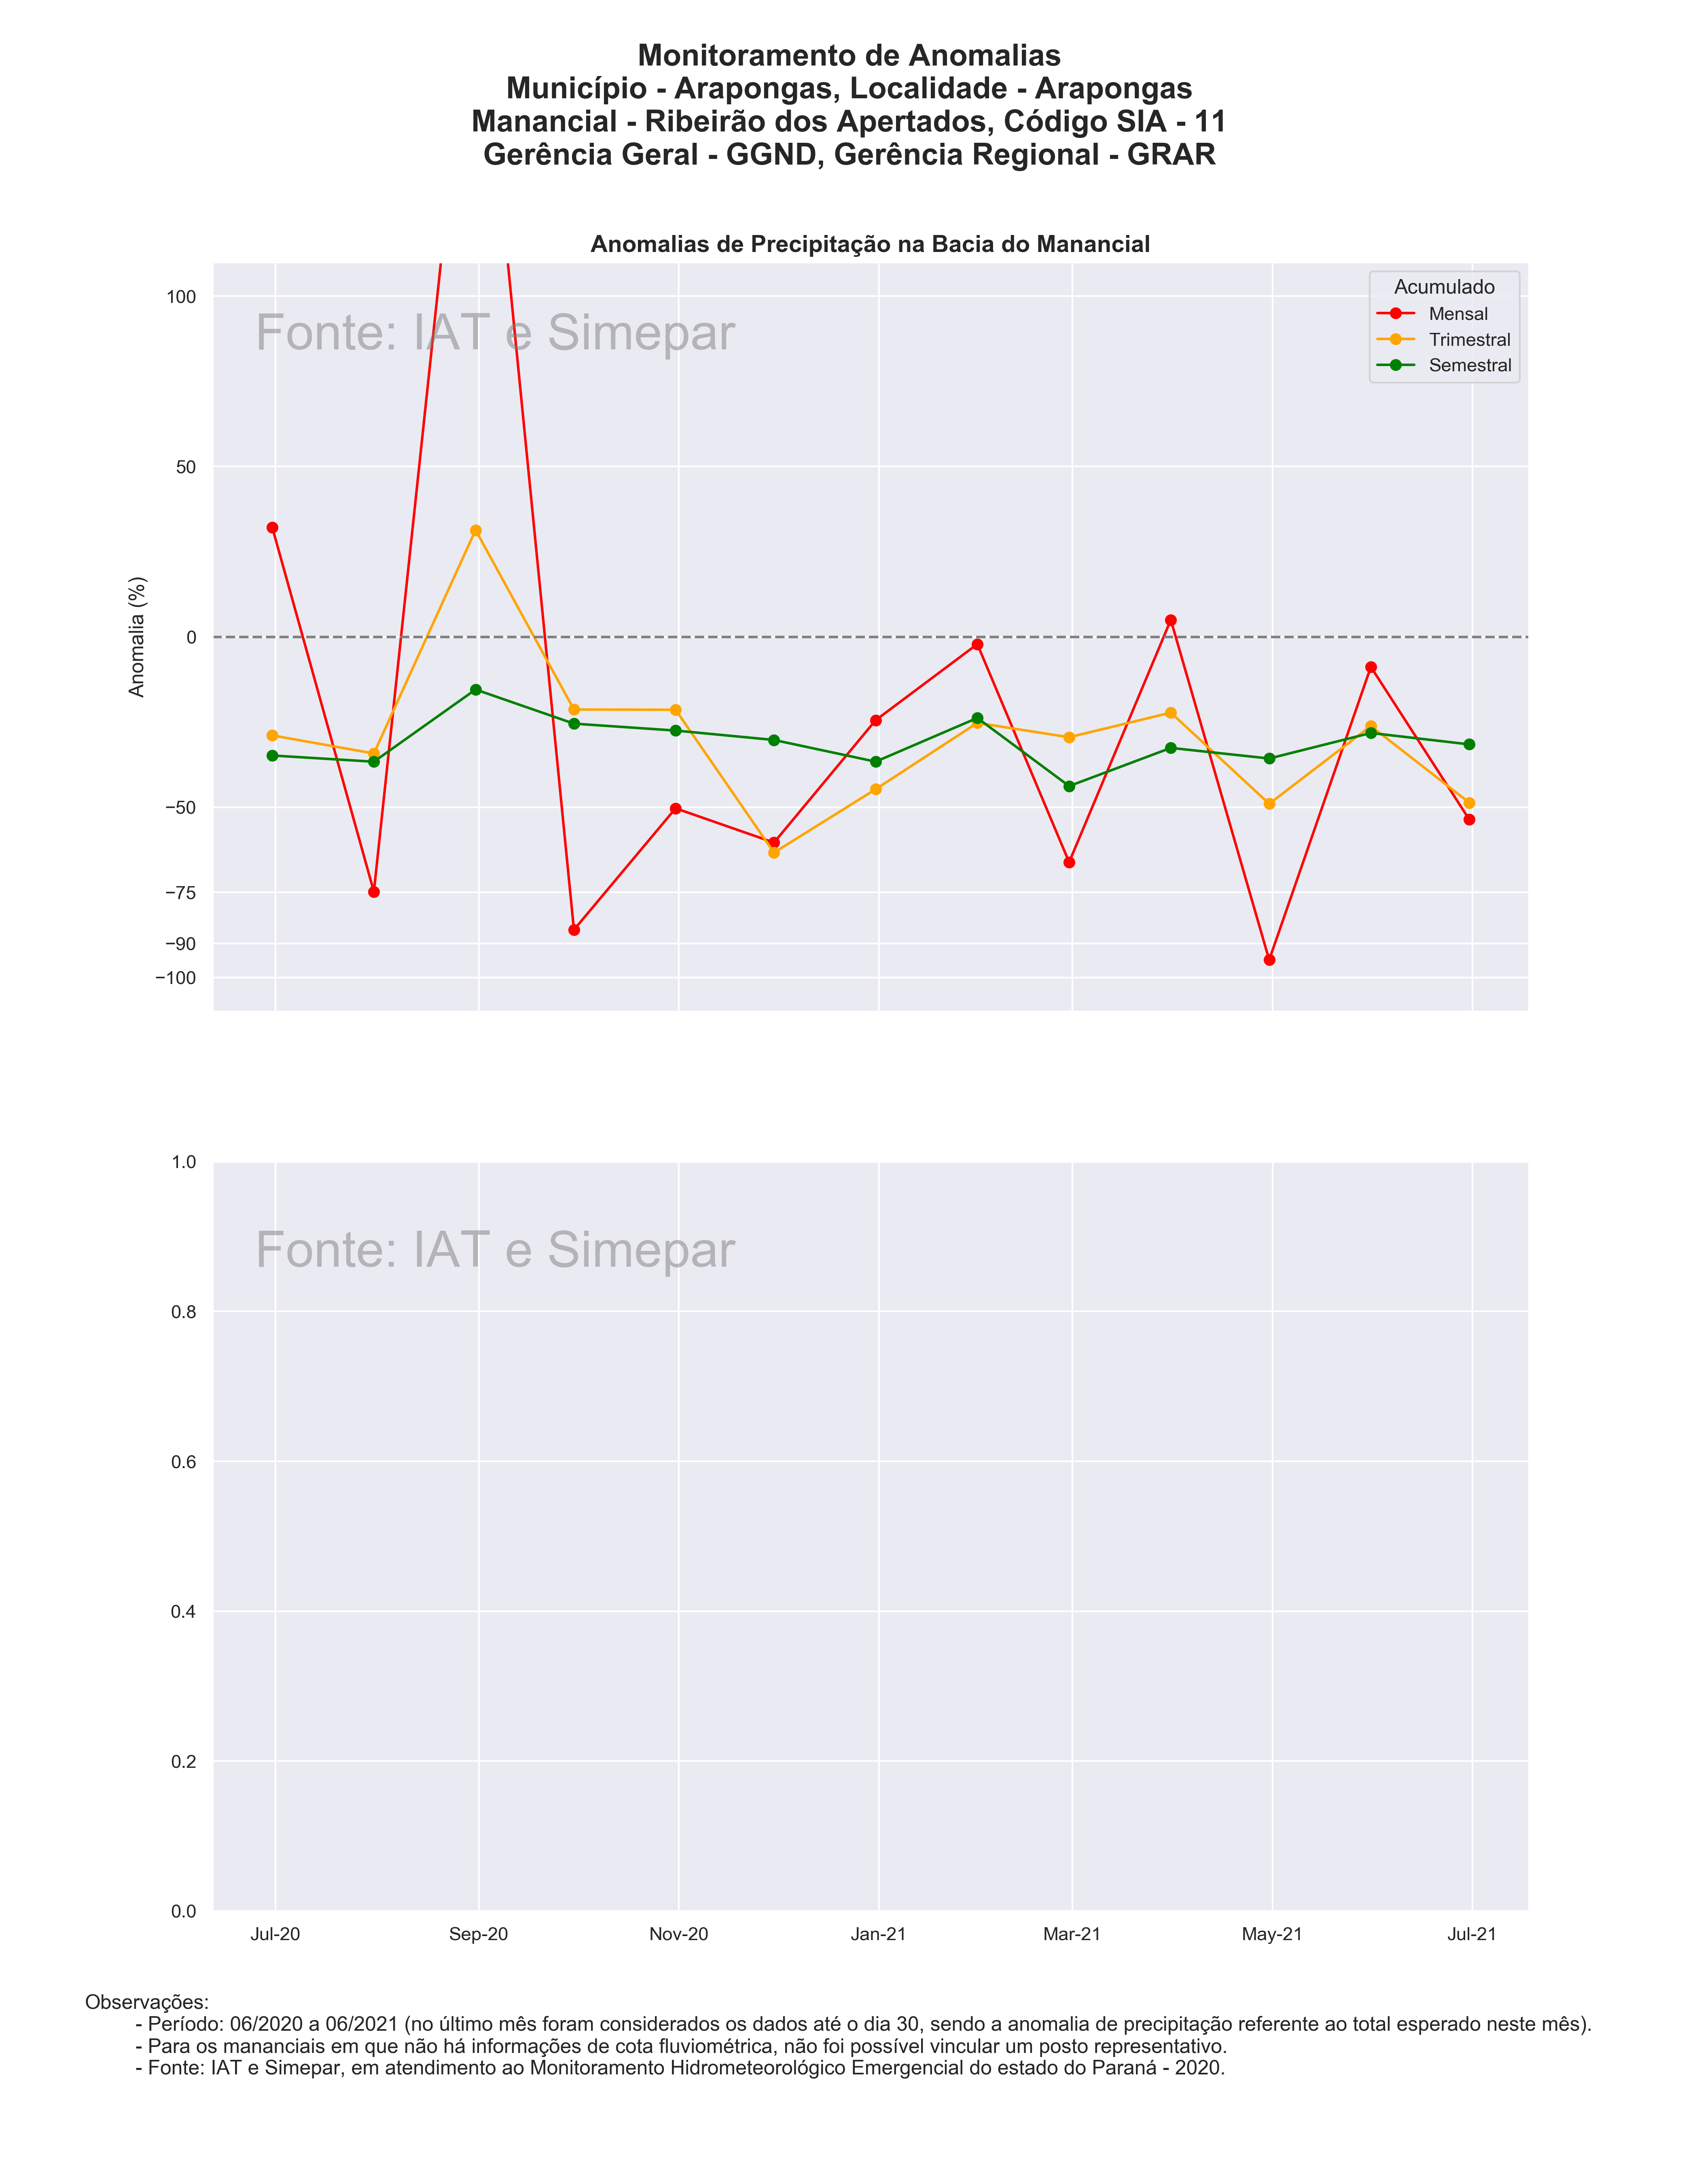 Monitoramento de Anomalias
Município - Arapongas, Localidade - Arapongas
Manancial - Ribeirão dos Apertados, Código SIA - 11
Gerência Geral - GGND, Gerência Regional - GRAR
Anomalias de Precipitação na Bacia do Manancial
Fonte: IAT e Simepar
Acumulado
Mensal
Trimestral
Semestral
Anomalia (%)
100
50
0
−50
−75
−90
−100
Fonte: IAT e Simepar
1.0
0.8
0.6
0.4
0.2
0.0
Jul-20 Sep-20 Nov-20 Jan-21 Mar-21 May-21 Jul-21
Observações:
- Período: 06/2020 a 06/2021 (no último mês foram considerados os dados até o dia 30, sendo a anomalia de precipitação referente ao total esperado neste mês).
- Para os mananciais em que não há informações de cota fluviométrica, não foi possível vincular um posto representativo.
- Fonte: IAT e Simepar, em atendimento ao Monitoramento Hidrometeorológico Emergencial do estado do Paraná - 2020.